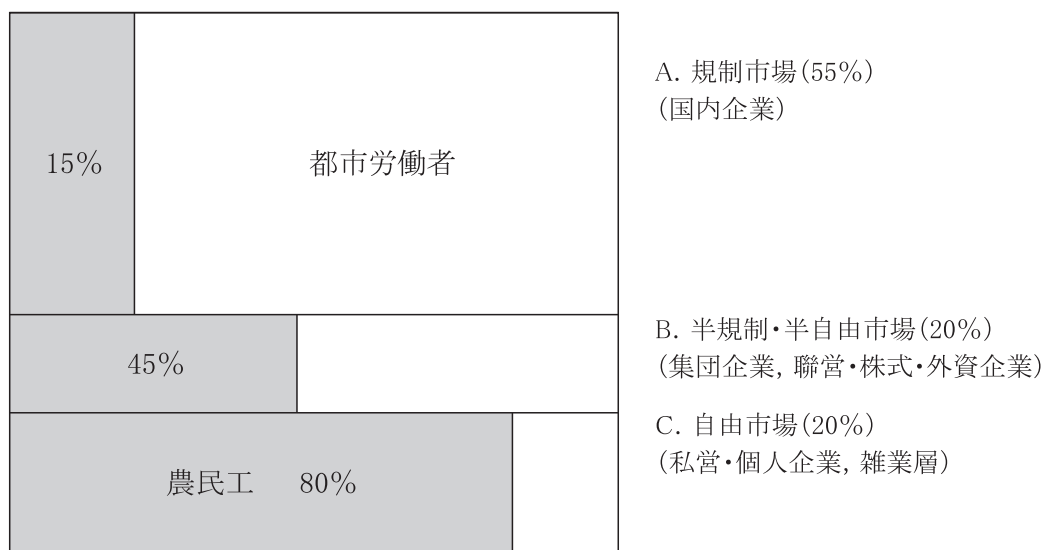 A. 規制市場(55%)
(国内企業)
15%
都市労働者
B. 半規制・半自由市場(20%)
(集団企業, 聯営・株式・外資企業)
45%
C. 自由市場(20%)
(私営・個人企業, 雑業層)
農民工 80%